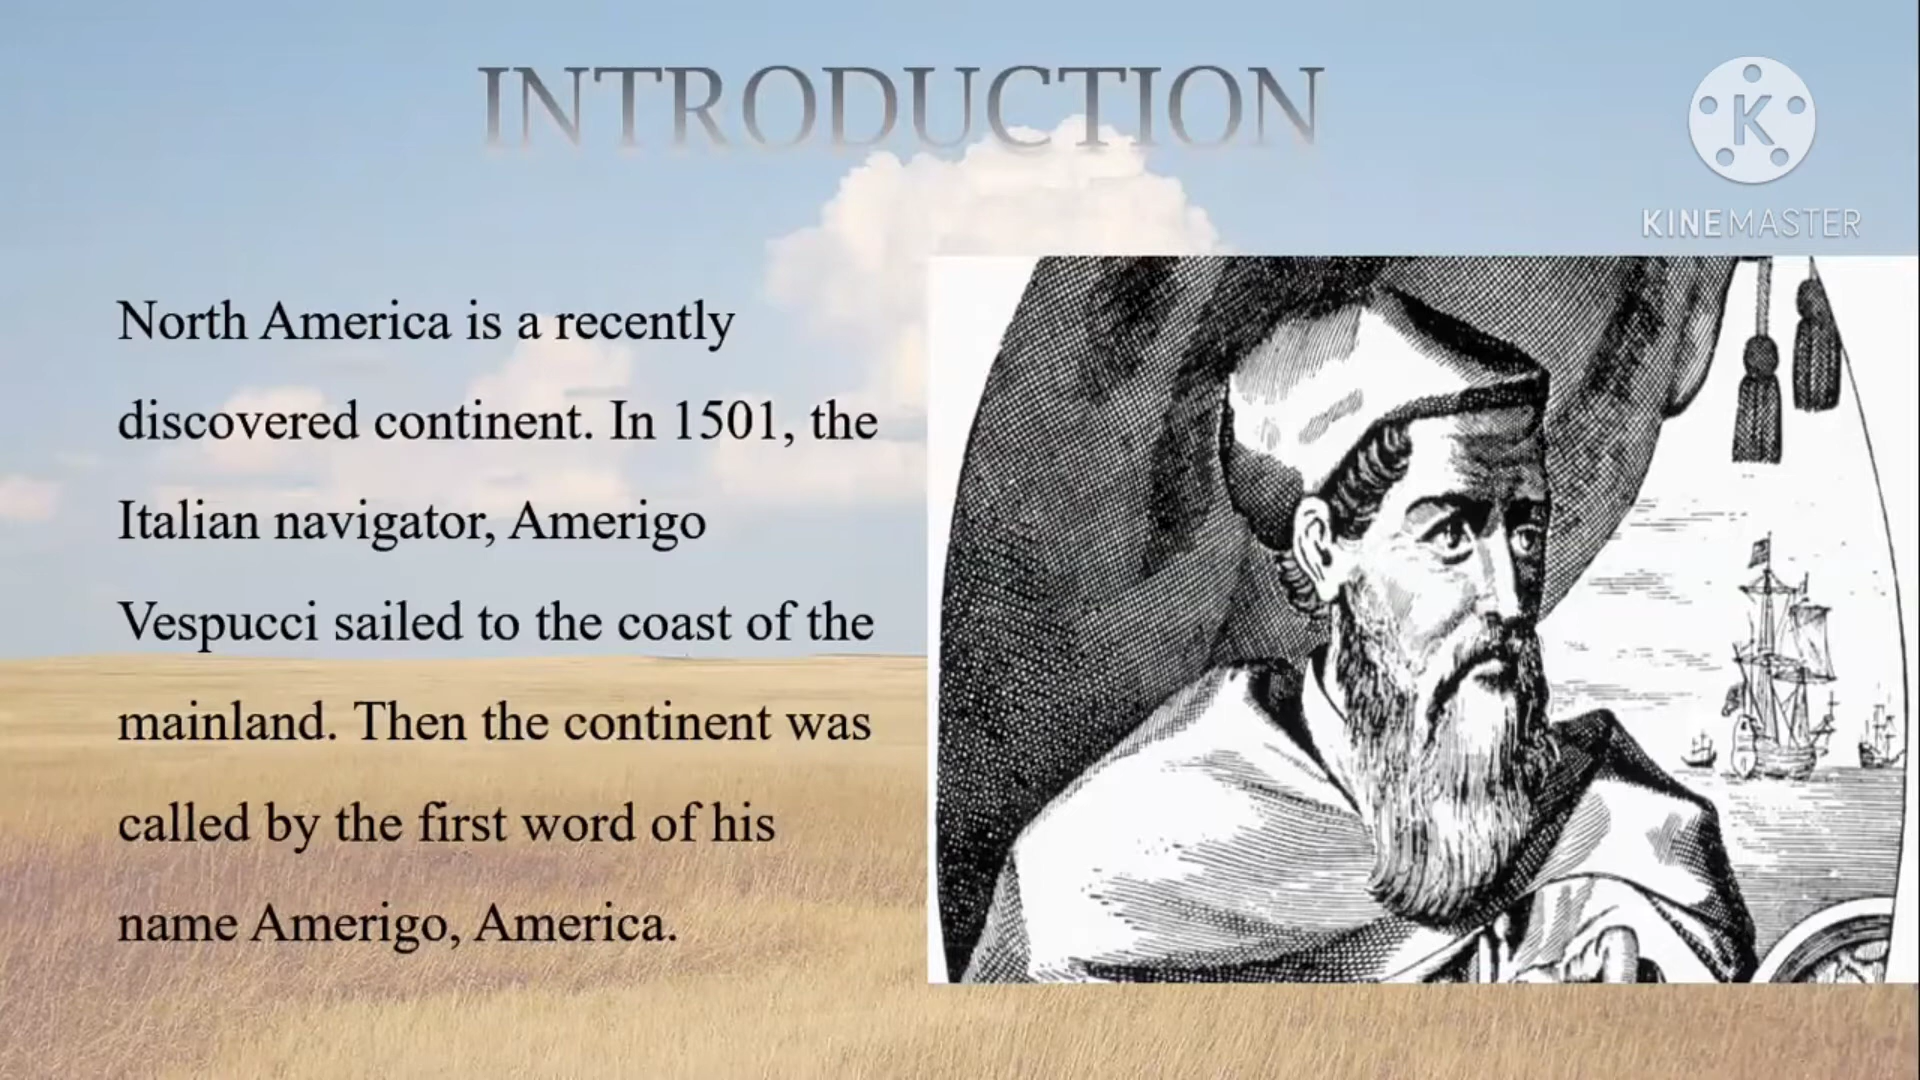 INTRODUCTION
K
KINEMASTER
North America is a recently
discovered continent. In 1501, the
Italian navigator, Amerigo
Vespucci sailed to the coast of the
mainland. Then the continent was
called by the first word of his
name Amerigo, America.